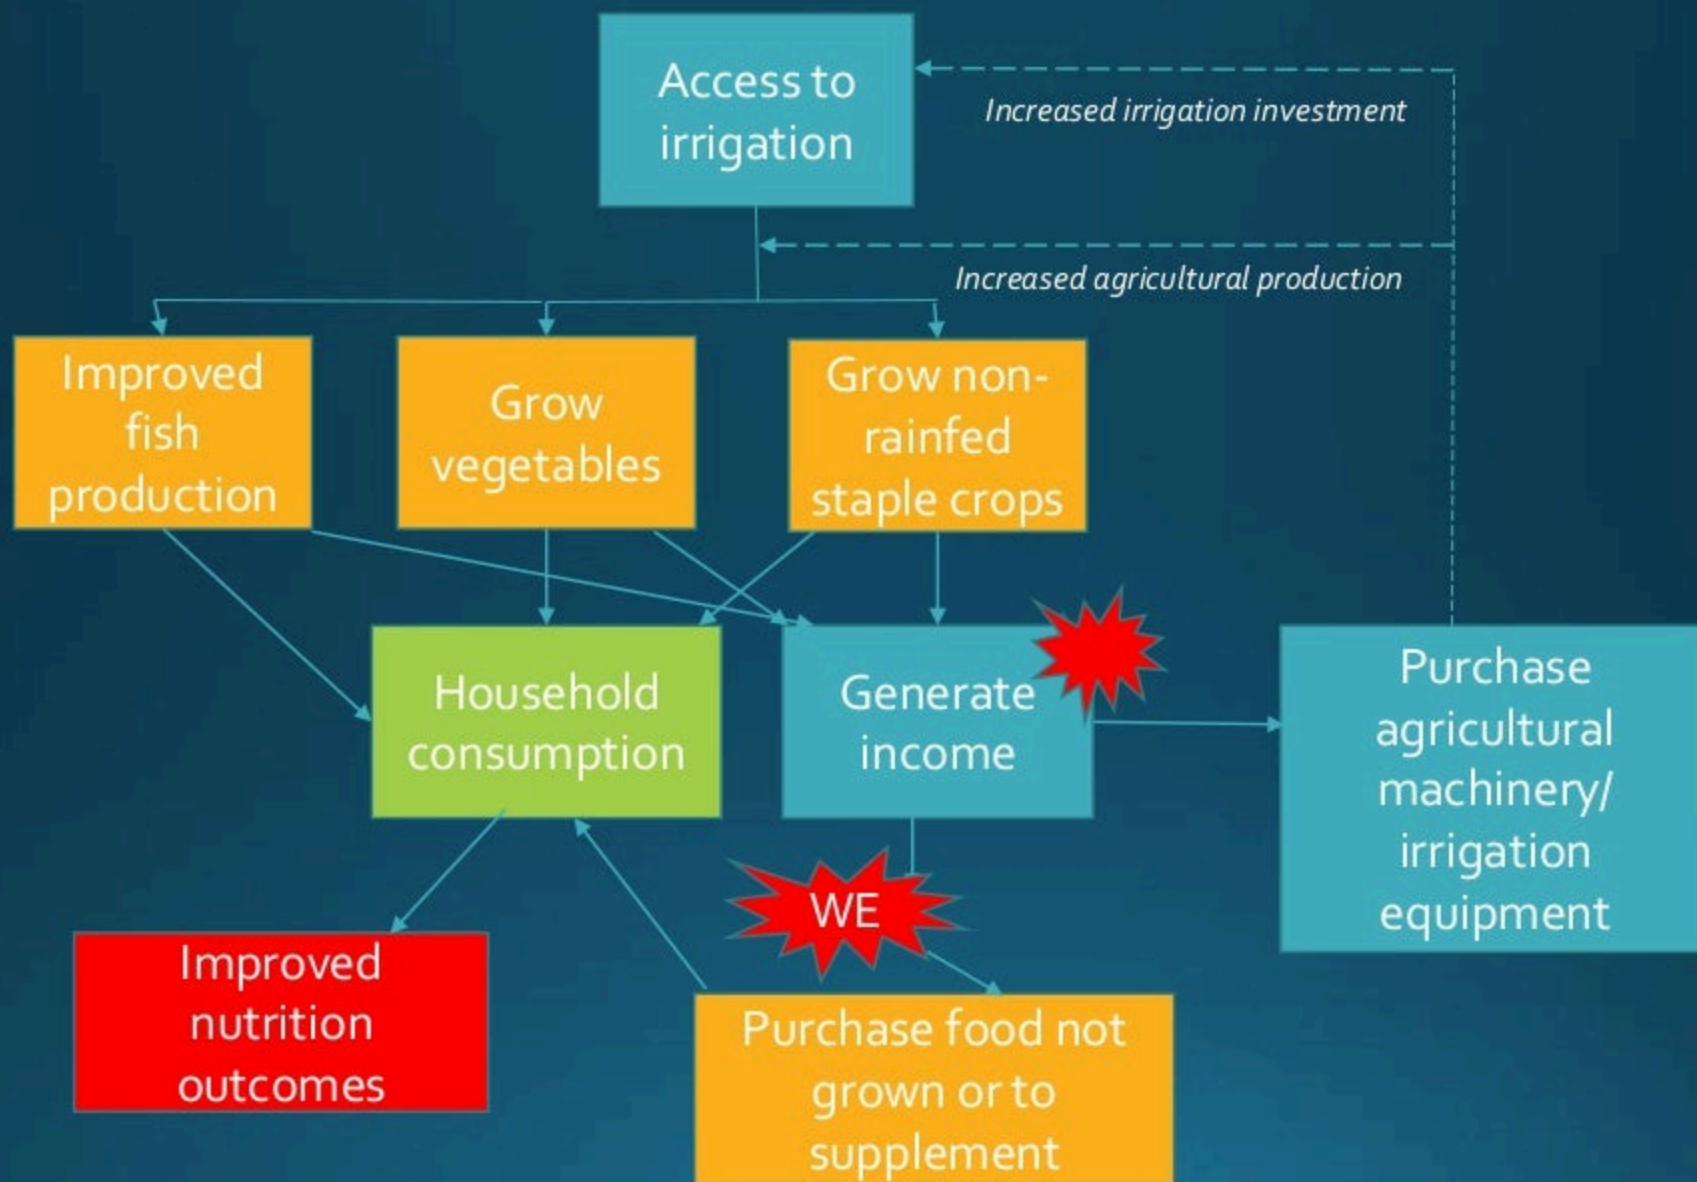 Access to
irrigation
Increased irrigation investment
Increased agricultural production
Improved
fish
production
Grow
vegetables
Grow non-
rainfed
staple crops
Household
consumption
Generate
income
Purchase
agricultural
machinery/
irrigation
equipment
WE
Improved
nutrition
outcomes
Purchase food not
grown or to
supplement